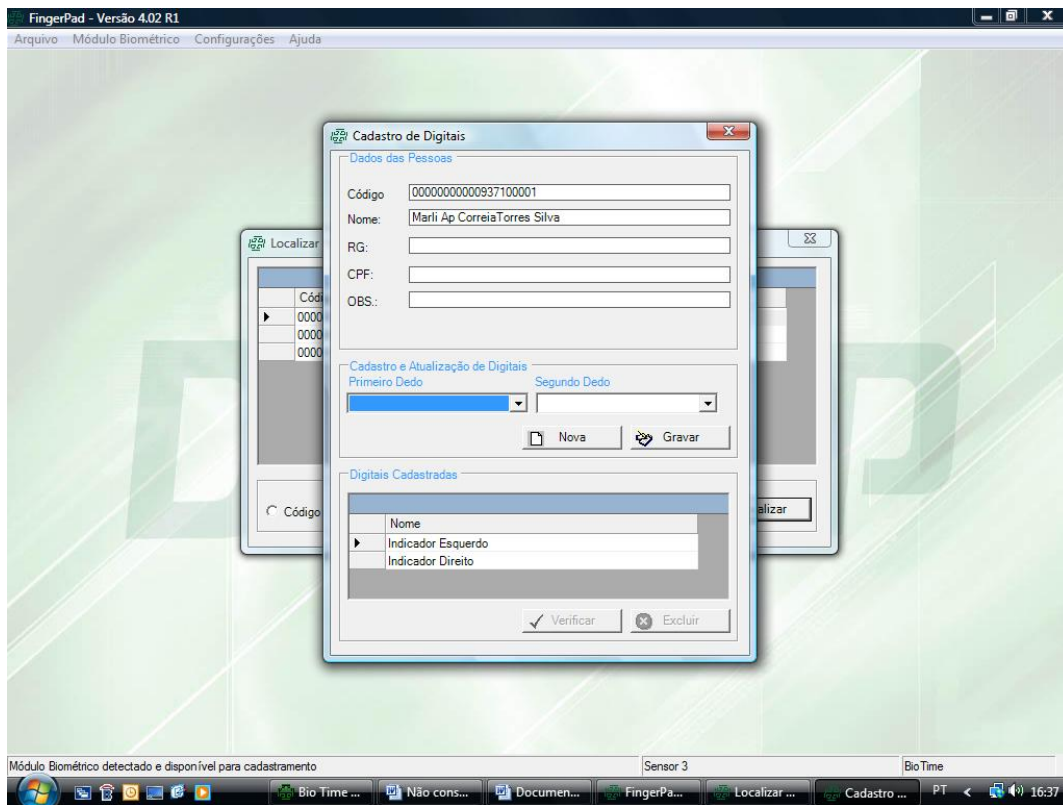 FingerPad - Versão 4.02 R1
Arquivo Módulo Biométrico Configurações Ajuda
Cadastro de Digitais
Dados das Pessoas
Código 00000000000937100001
Nome: Marli Ap CorreiaTorres Silva
RG:
CPF:
OBS.:
Localizar
Códi
0000
0000
0000
Código
alizar
Cadastro e Atualização de Digitais
Primeiro Dedo Segundo Dedo
Nova Gravar
Digitais Cadastradas
Nome
Indicador Esquerdo
Indicador Direito
Verificar Excluir
Módulo Biométrico detectado e disponível para cadastramento Sensor 3 BioTime
Bio Time ... Não cons... Documen... FingerPa... Localizar ... Cadastro ... PT 16:37